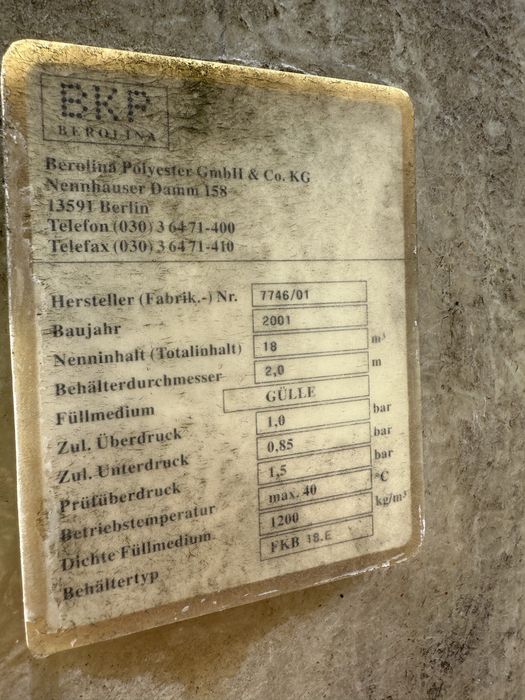 BKP
BEROLINA
Berolina Polyester GmbH & Co. KG
Nennhauser Damm 158
13591 Berlin
Telefon (030) 3 64 71-400
Telefax (030) 3 64 71-410
Hersteller (Fabrik.-) Nr. 7746/01
Baujahr 2001
Nenninhalt (Totalinhalt) 18 m³
Behälterdurchmesser 2,0 m
Füllmedium GÜLLE
Zul. Überdruck 1,0 bar
Zul. Unterdruck 0,85 bar
Prüfüberdruck 1,5 bar
Betriebstemperatur max. 40 °C
Dichte Füllmedium 1200 kg/m³
Behältertyp FKB 18.E